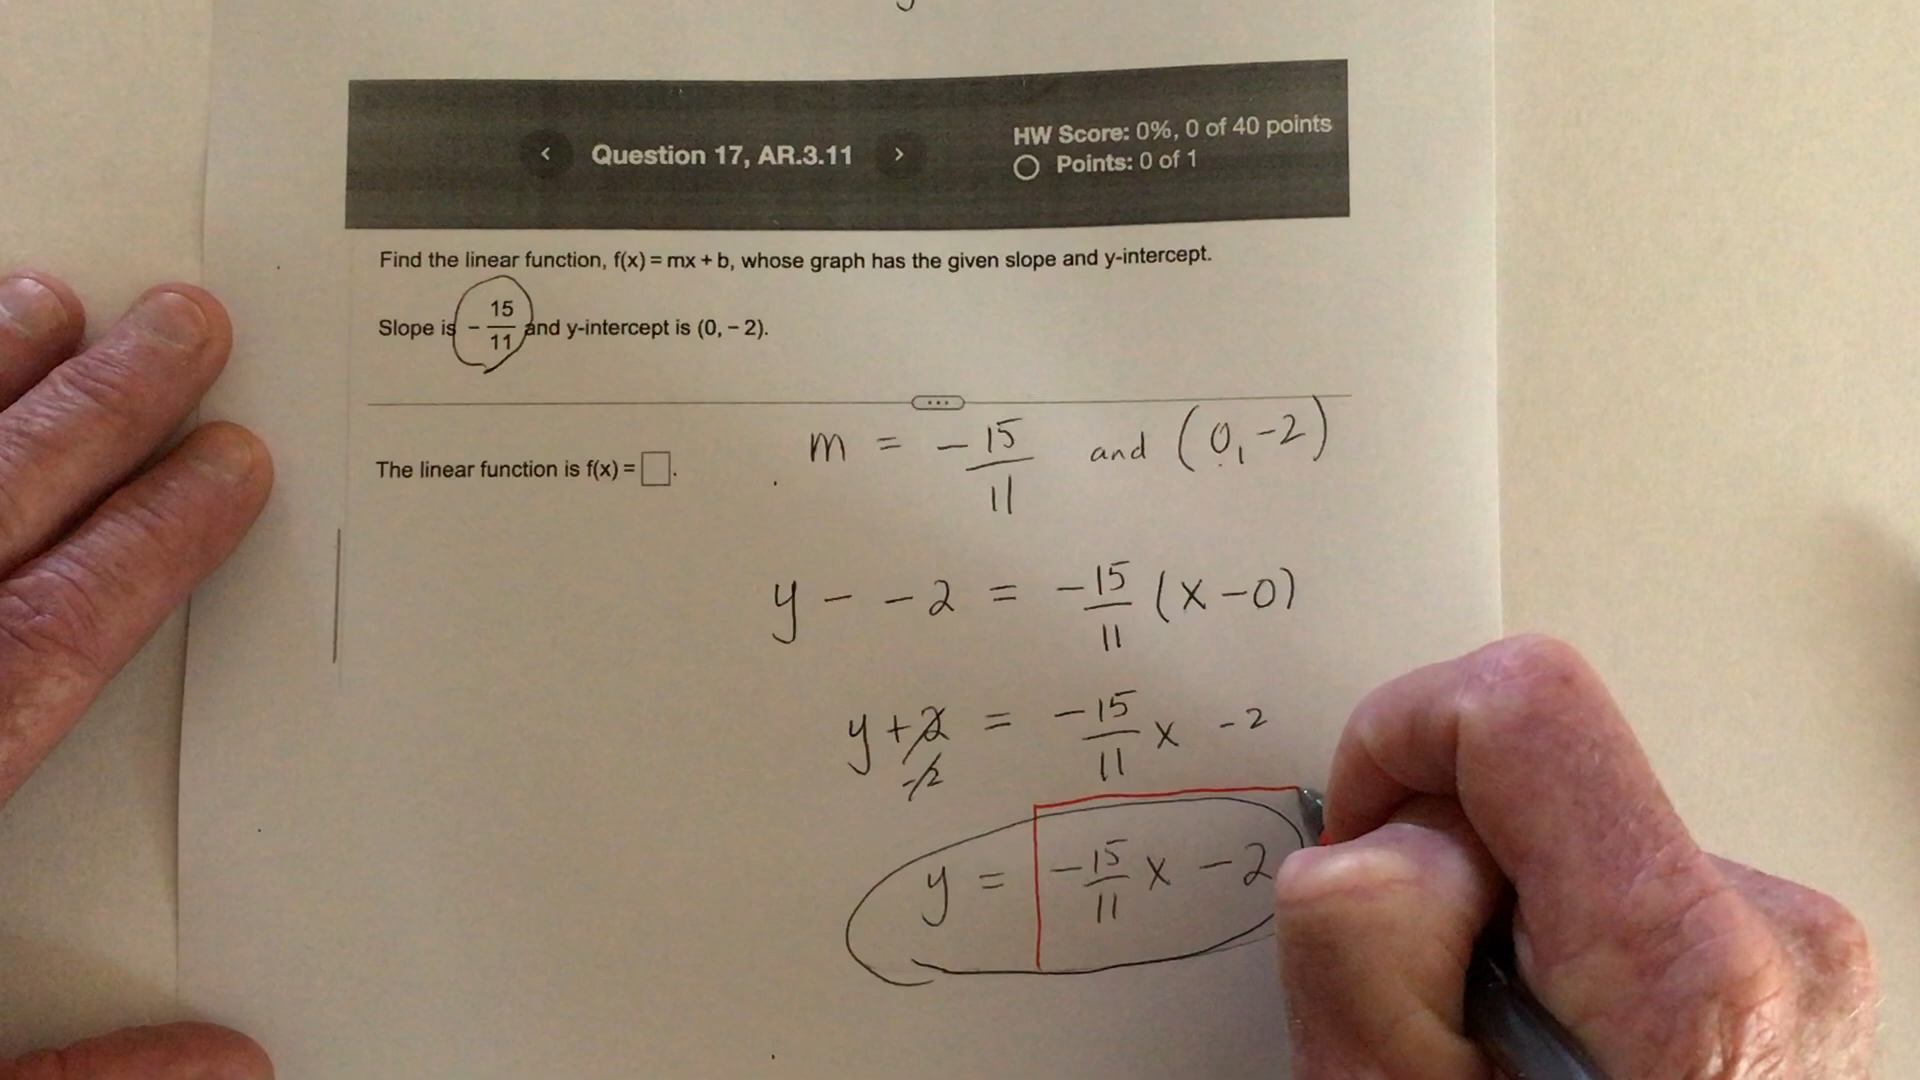 < Question 17, AR.3.11 >
HW Score: 0%, 0 of 40 points
Points: 0 of 1
Find the linear function, f(x) = mx + b, whose graph has the given slope and y-intercept.
Slope is - 15/11 and y-intercept is (0, - 2).
The linear function is f(x) = .
m = -15/11 and (0, -2)
y - -2 = -15/11 (x-0)
y+2 = -15/11 x -2
-2
y = -15/11 x - 2